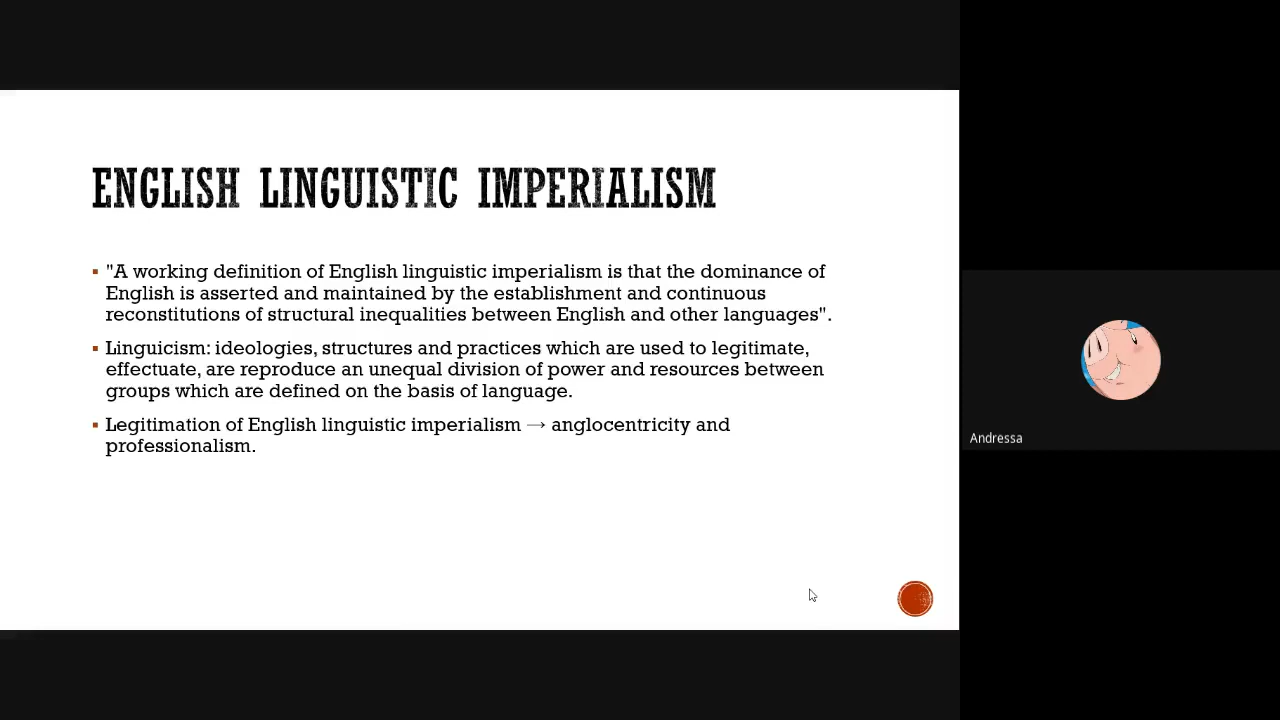 ENGLISH LINGUISTIC IMPERIALISM
"A working definition of English linguistic imperialism is that the dominance of
English is asserted and maintained by the establishment and continuous
reconstitutions of structural inequalities between English and other languages".
Linguicism: ideologies, structures and practices which are used to legitimate,
effectuate, are reproduce an unequal division of power and resources between
groups which are defined on the basis of language.
Legitimation of English linguistic imperialism → anglocentricity and
professionalism.
Andressa